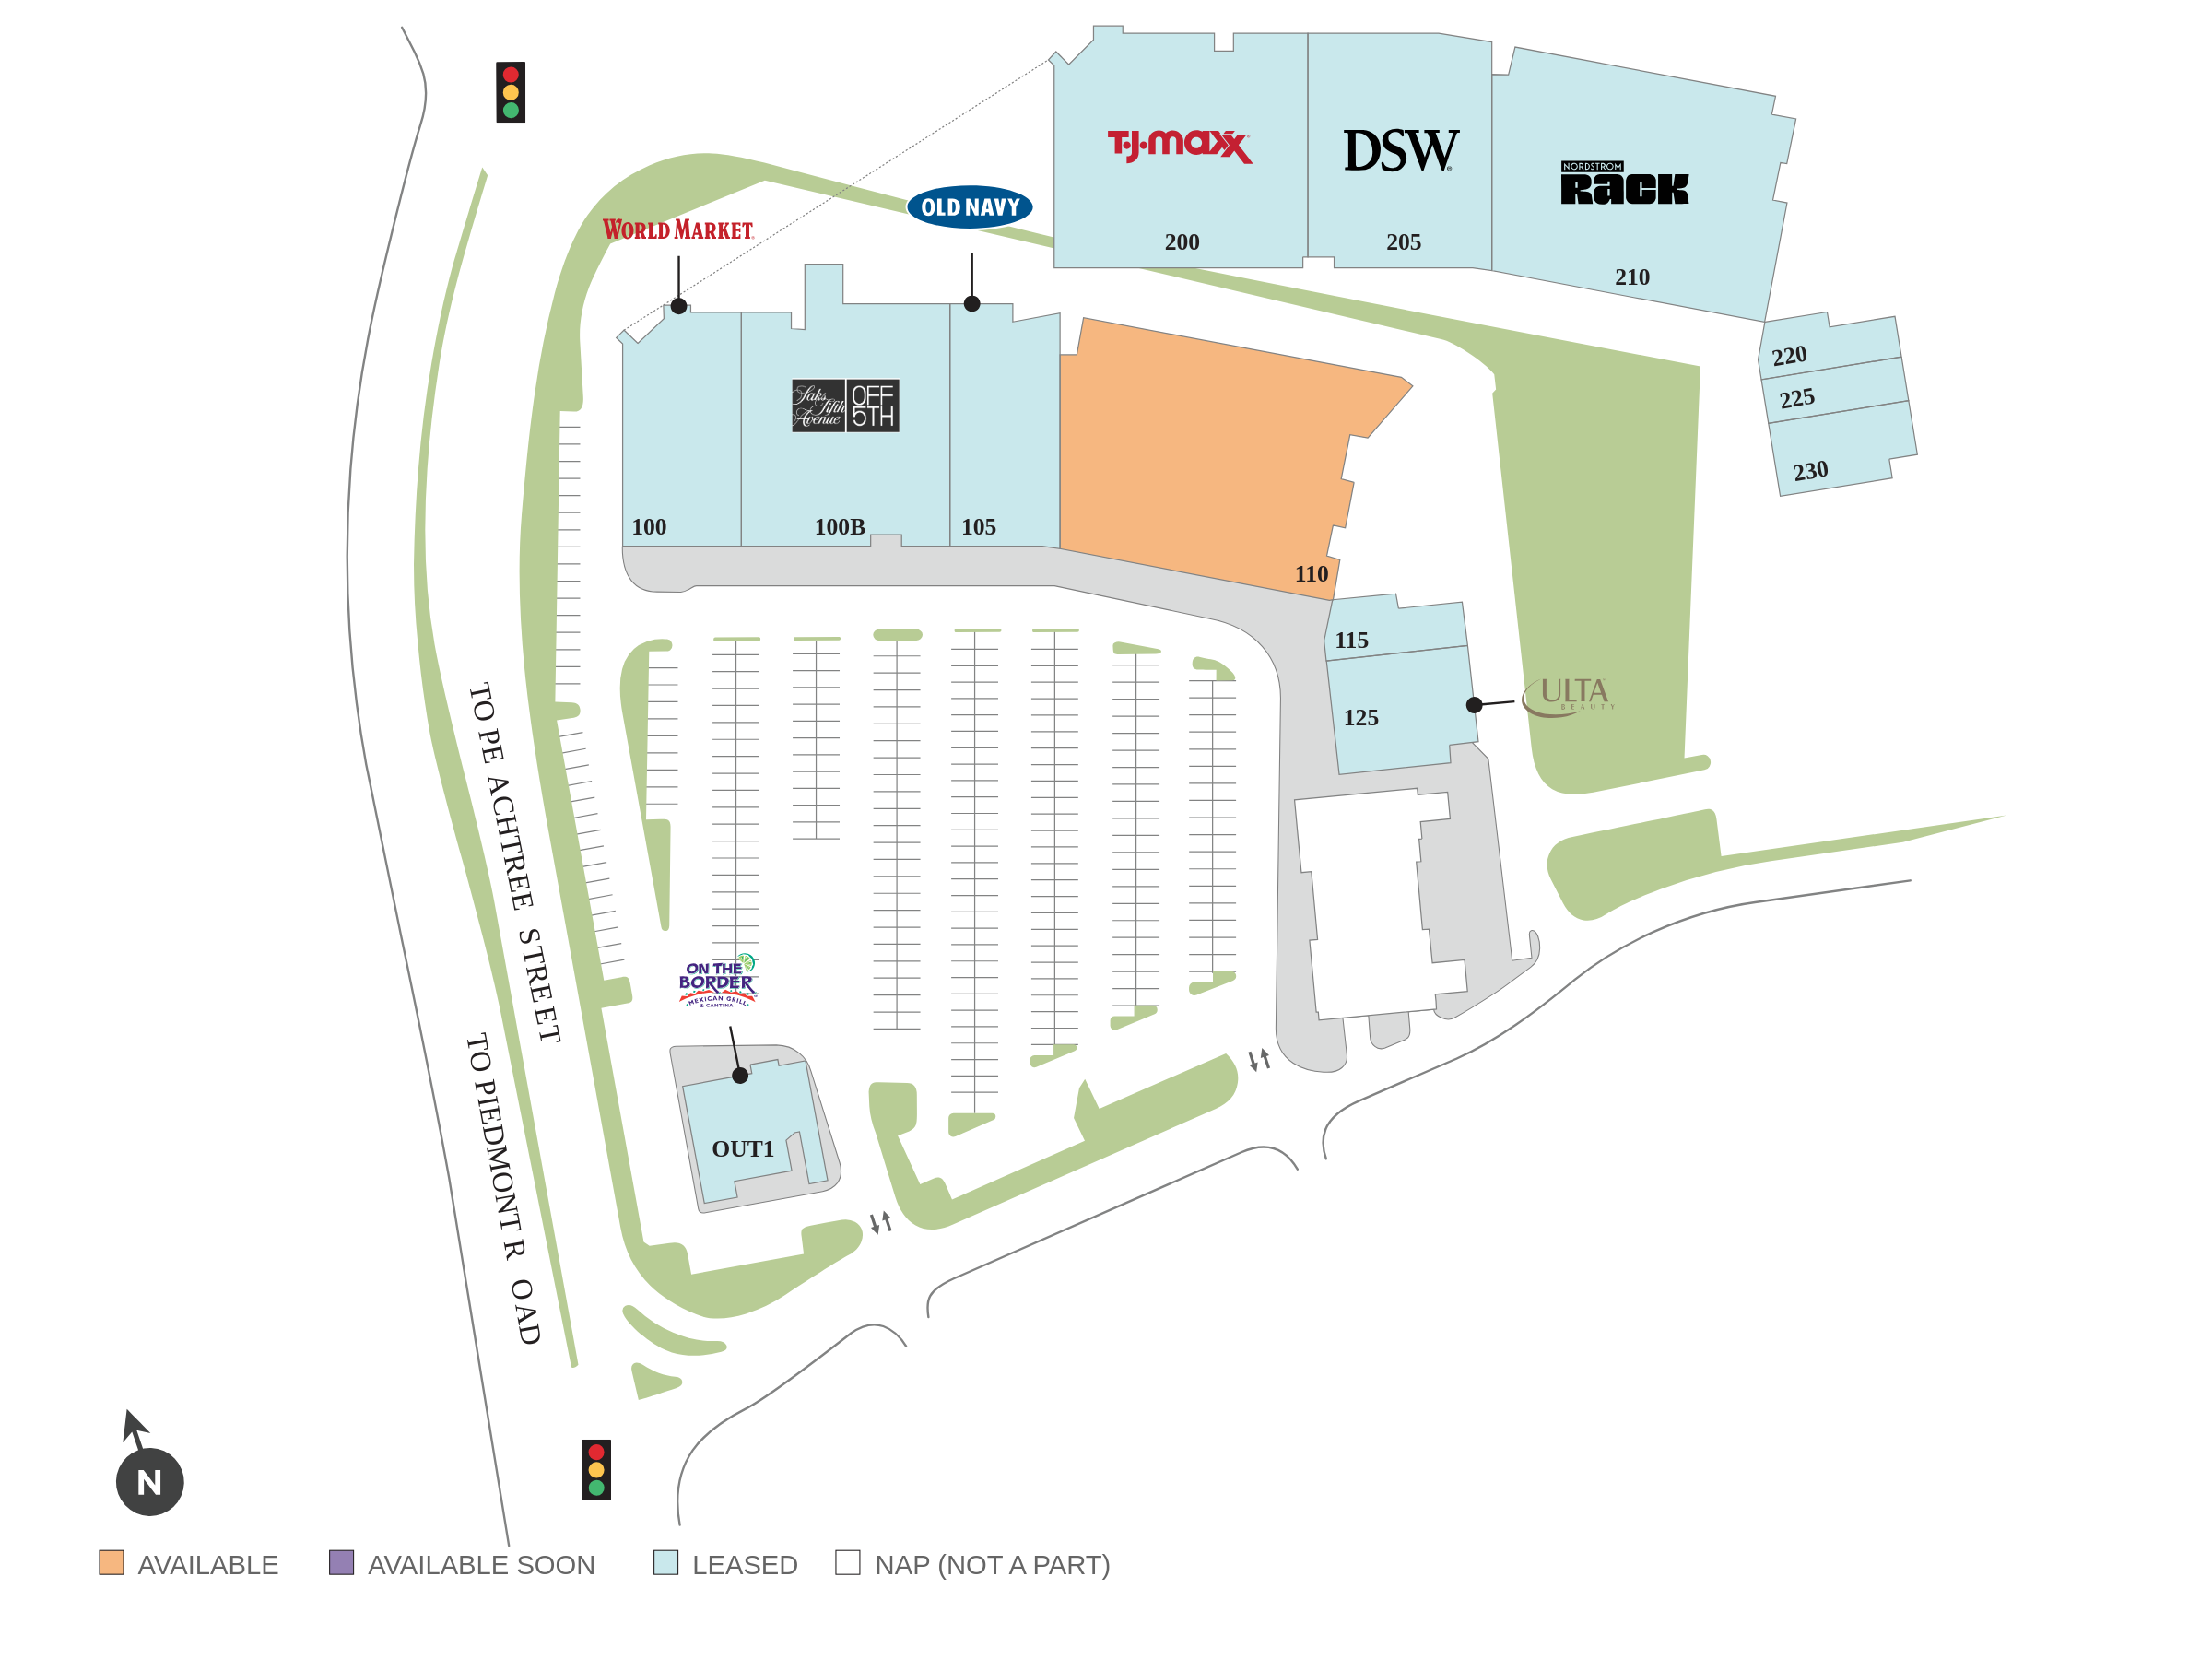 T·J·maxx
DSW
NORDSTROM
Rack
200
205
210
WORLD MARKET
OLD NAVY
220
225
230
Saks
fifth
Avenue
OFF
5TH
100
100B
105
110
115
125
ULTA
BEAUTY
TO PEACHTREE STREET
TO PIEDMONT ROAD
ON THE
BORDER
MEXICAN GRILL
& CANTINA
OUT1
N
AVAILABLE
AVAILABLE SOON
LEASED
NAP (NOT A PART)